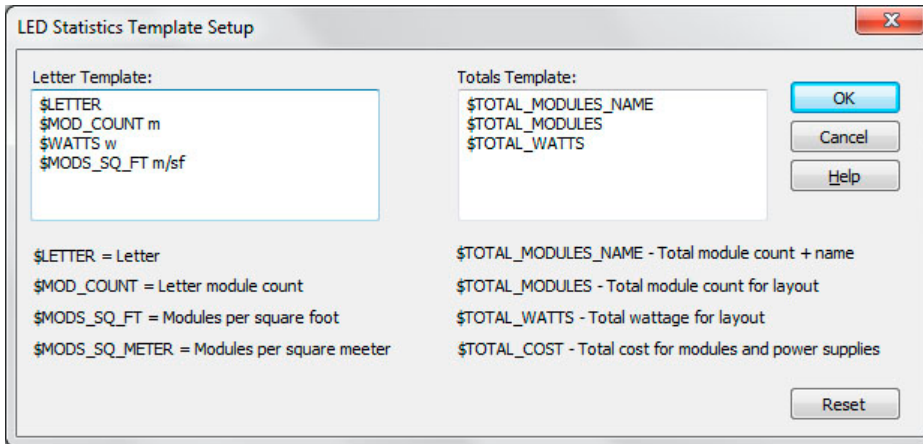 LED Statistics Template Setup
Letter Template:
$LETTER
$MOD_COUNT m
$WATTS w
$MODS_SQ_FT m/sf
Totals Template:
$TOTAL_MODULES_NAME
$TOTAL_MODULES
$TOTAL_WATTS
OK
Cancel
Help
$LETTER = Letter
$MOD_COUNT = Letter module count
$MODS_SQ_FT = Modules per square foot
$MODS_SQ_METER = Modules per square meeter
$TOTAL_MODULES_NAME - Total module count + name
$TOTAL_MODULES - Total module count for layout
$TOTAL_WATTS - Total wattage for layout
$TOTAL_COST - Total cost for modules and power supplies
Reset